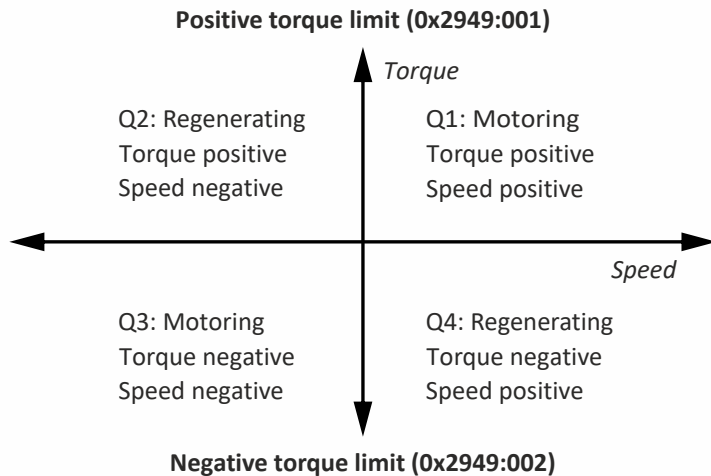 Positive torque limit (0x2949:001)
Torque
Q2: Regenerating
Torque positive
Speed negative
Q1: Motoring
Torque positive
Speed positive
Speed
Q3: Motoring
Torque negative
Speed negative
Q4: Regenerating
Torque negative
Speed positive
Negative torque limit (0x2949:002)